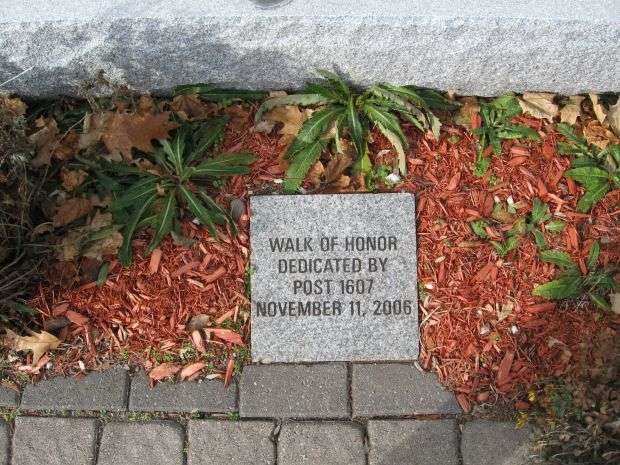 WALK OF HONOR
DEDICATED BY
POST 1607
NOVEMBER 11, 2006